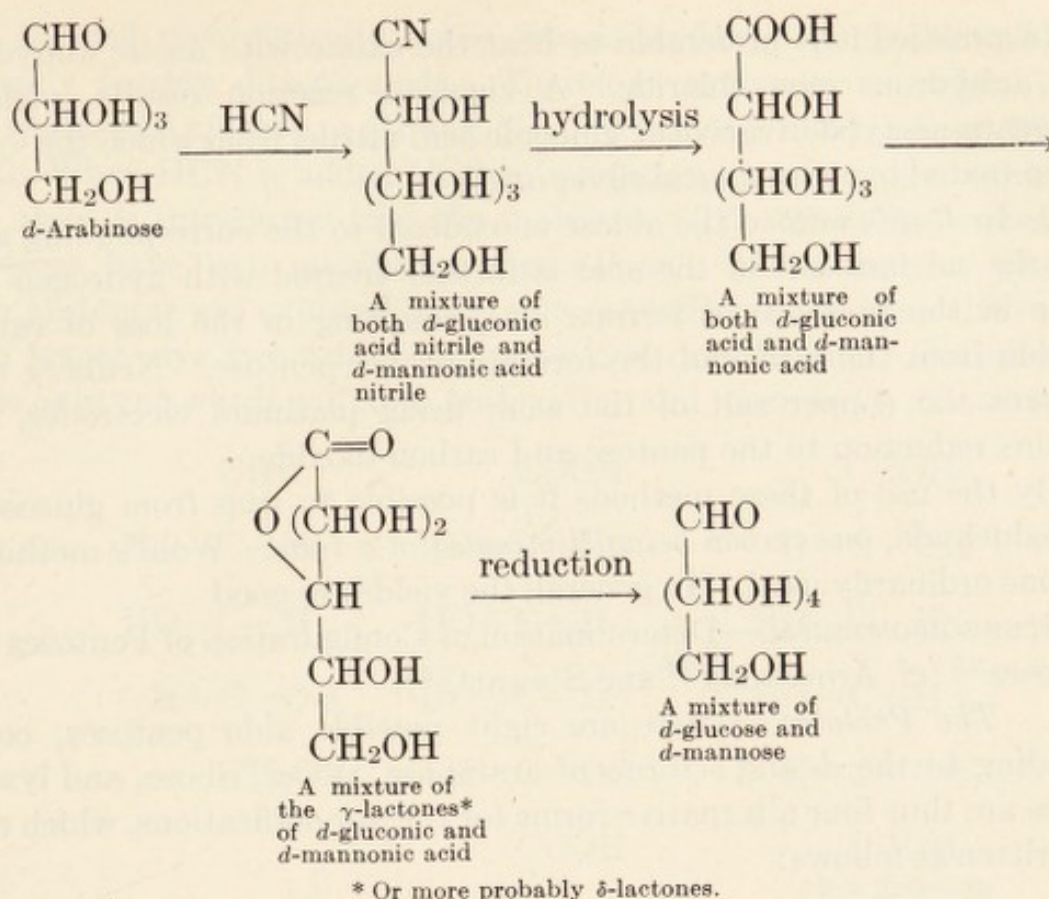 CHO
(CHOH)3
CH2OH
d-Arabinose
HCN
CN
CHOH
(CHOH)3
CH2OH
A mixture of
both d-gluconic
acid nitrile and
d-mannonic acid
nitrile
hydrolysis
COOH
CHOH
(CHOH)3
CH2OH
A mixture of
both d-gluconic
acid and d-man-
nonic acid
C=O
O (CHOH)2
CH
CHOH
CH2OH
A mixture of
the γ-lactones*
of d-gluconic and
d-mannonic acid
reduction
CHO
(CHOH)4
CH2OH
A mixture of
d-glucose and
d-mannose
* Or more probably δ-lactones.